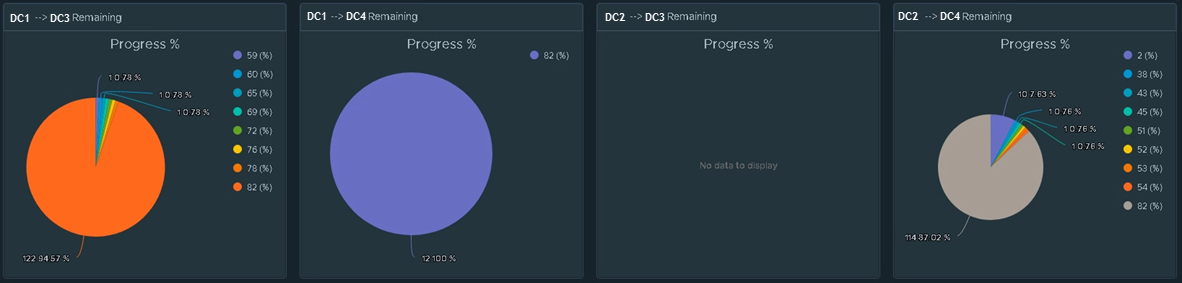 DC1 --> DC3 Remaining
Progress %
59 (%)
60 (%)
65 (%)
69 (%)
72 (%)
76 (%)
78 (%)
82 (%)
1 0.78 %
1 0.78 %
1 0.78 %
122 94.57 %
DC1 --> DC4 Remaining
Progress %
82 (%)
12 100 %
DC2 --> DC3 Remaining
Progress %
No data to display
DC2 --> DC4 Remaining
Progress %
2 (%)
38 (%)
43 (%)
45 (%)
51 (%)
52 (%)
53 (%)
54 (%)
82 (%)
10 7.63 %
1 0.76 %
1 0.76 %
1 0.76 %
114 87.02 %